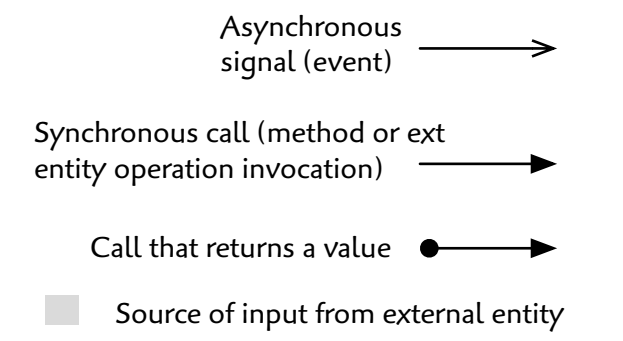 Asynchronous
signal (event)
Synchronous call (method or ext
entity operation invocation)
Call that returns a value
Source of input from external entity